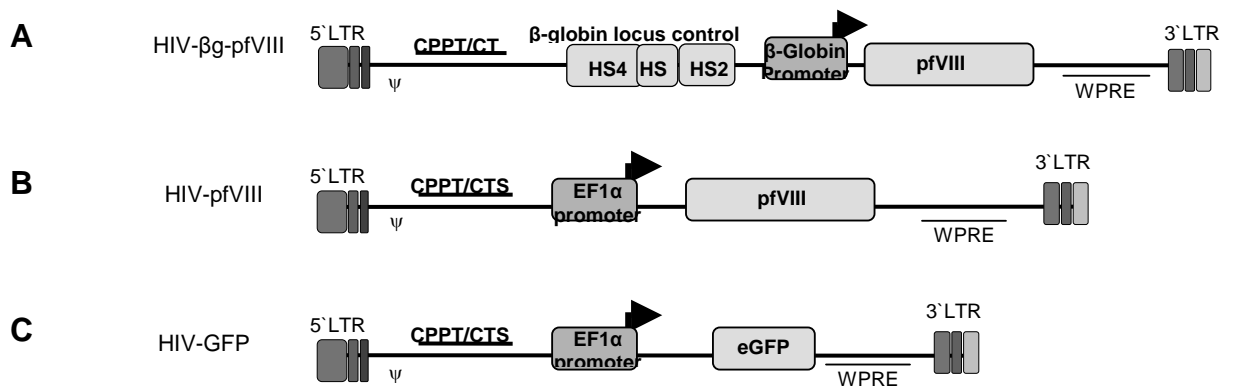 A
HIV-βg-pfVIII
5`LTR
CPPT/CT
ψ
β-globin locus control
HS4
HS
HS2
β-Globin
Promoter
pfVIII
WPRE
3`LTR
B
HIV-pfVIII
5`LTR
CPPT/CTS
ψ
EF1α
promoter
pfVIII
WPRE
3`LTR
C
HIV-GFP
5`LTR
CPPT/CTS
ψ
EF1α
promoter
eGFP
WPRE
3`LTR